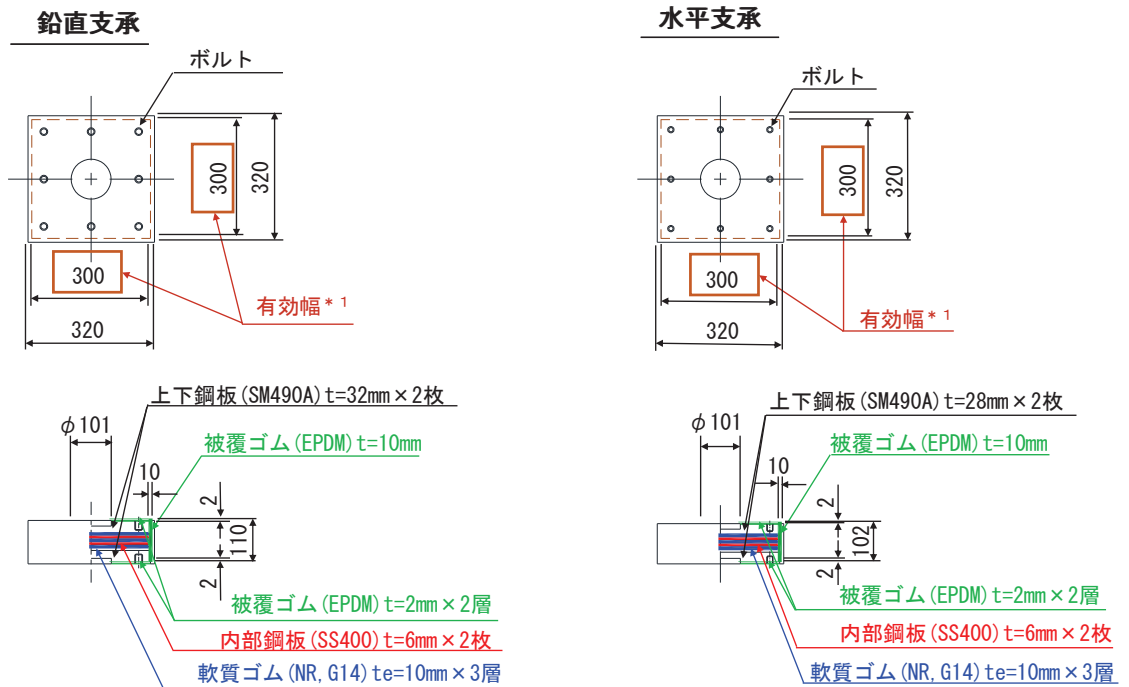 鉛直支承
ボルト
300
320
300
320
有効幅*1
上下鋼板(SM490A)t=32mm×2枚
φ101
被覆ゴム(EPDM)t=10mm
10
2
110
2
被覆ゴム(EPDM)t=2mm×2層
内部鋼板(SS400)t=6mm×2枚
軟質ゴム(NR,G14)te=10mm×3層
水平支承
ボルト
300
320
300
320
有効幅*1
上下鋼板(SM490A)t=28mm×2枚
φ101
被覆ゴム(EPDM)t=10mm
10
2
102
2
被覆ゴム(EPDM)t=2mm×2層
内部鋼板(SS400)t=6mm×2枚
軟質ゴム(NR,G14)te=10mm×3層